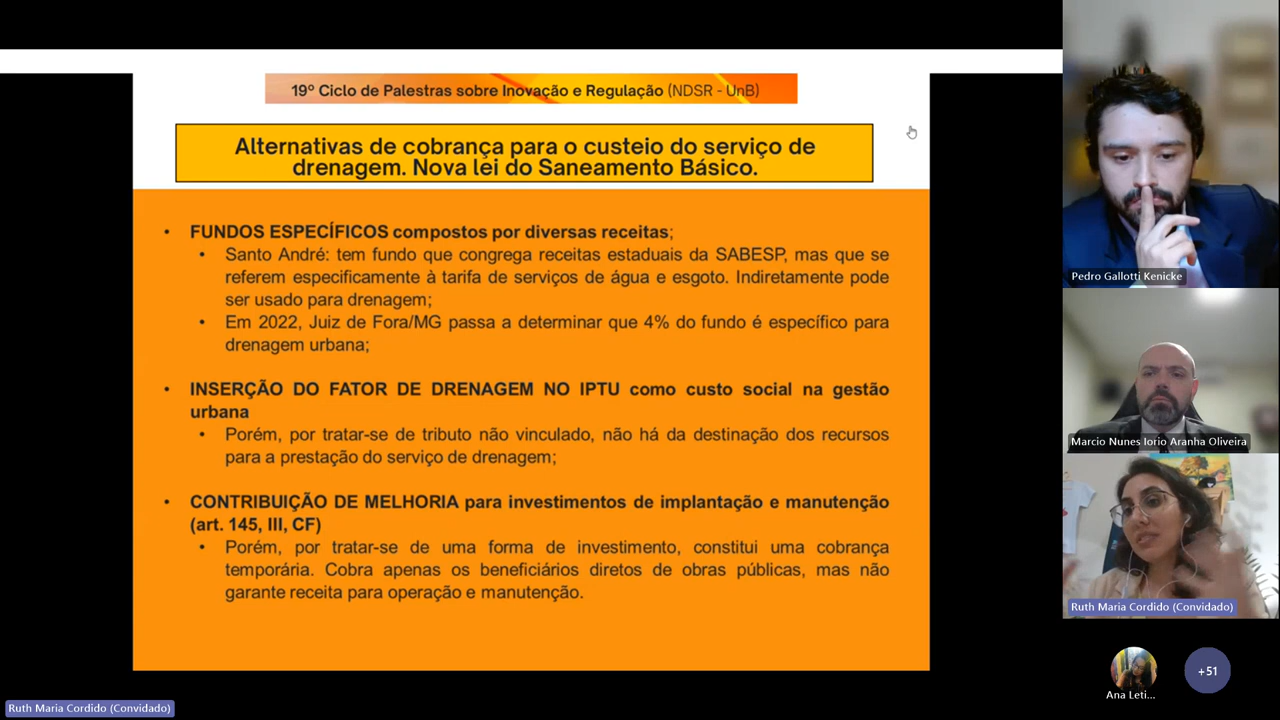 19º Ciclo de Palestras sobre Inovação e Regulação (NDSR - UnB)
Alternativas de cobrança para o custeio do serviço de
drenagem. Nova lei do Saneamento Básico.
• FUNDOS ESPECÍFICOS compostos por diversas receitas;
• Santo André: tem fundo que congrega receitas estaduais da SABESP, mas que se
referem especificamente à tarifa de serviços de água e esgoto. Indiretamente pode
ser usado para drenagem;
• Em 2022, Juiz de Fora/MG passa a determinar que 4% do fundo é específico para
drenagem urbana;
• INSERÇÃO DO FATOR DE DRENAGEM NO IPTU como custo social na gestão
urbana
• Porém, por tratar-se de tributo não vinculado, não há da destinação dos recursos
para a prestação do serviço de drenagem;
• CONTRIBUIÇÃO DE MELHORIA para investimentos de implantação e manutenção
(art. 145, III, CF)
• Porém, por tratar-se de uma forma de investimento, constitui uma cobrança
temporária. Cobra apenas os beneficiários diretos de obras públicas, mas não
garante receita para operação e manutenção.
Pedro Gallotti Kenicke
Marcio Nunes Iorio Aranha Oliveira
Ruth Maria Cordido (Convidado)
Ana Leti...
+51
Ruth Maria Cordido (Convidado)